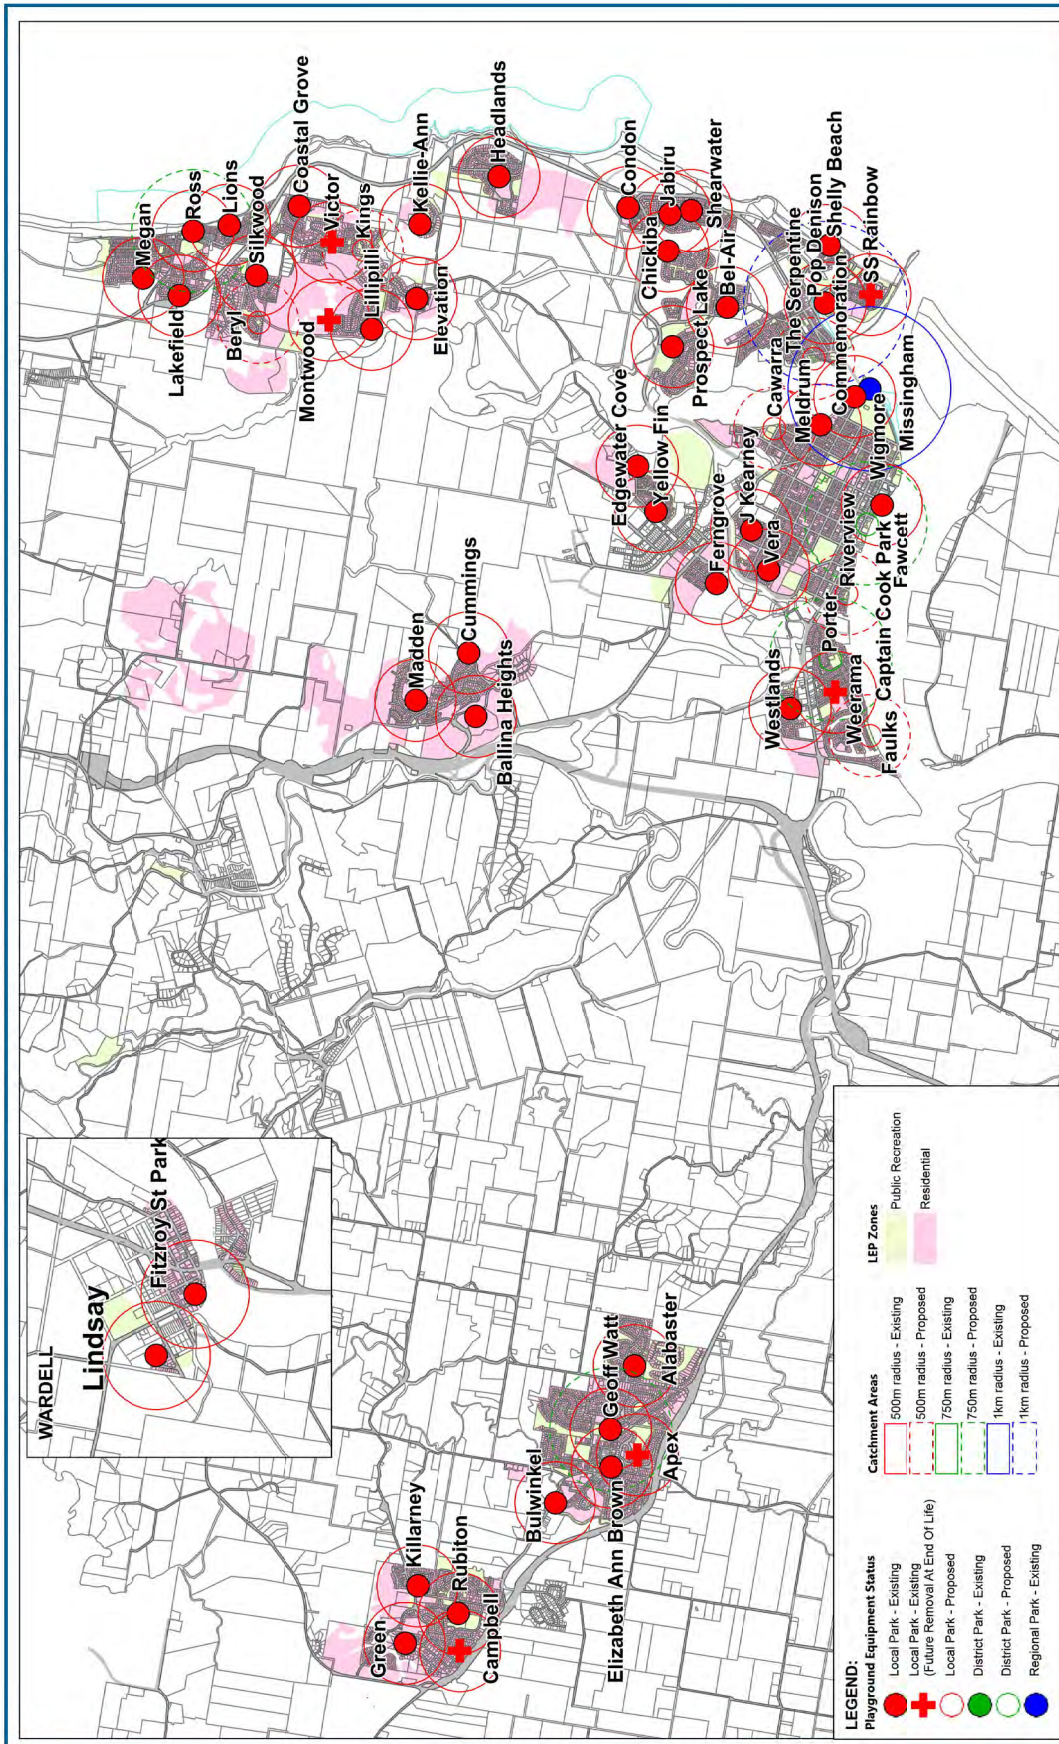 WARDELL
Lindsay
Fitzroy St Park
Green
Killarney
Rubiton
Campbell
Bulwinkel
Elizabeth Ann Brown
Geoff Watt
Apex
Alabaster
Madden
Cummings
Ballina Heights
Megan
Lakefield
Ross
Lions
Silkwood
Beryl
Coastal Grove
Victor
Kings
Montwood
Lillipilli
Elevation
Kellie-Ann
Headlands
Condon
Jabiru
Chickiba
Shearwater
Prospect Lake
Bel-Air
The Serpentine
Pop Denison
Shelly Beach
SS-Rainbow
Commemoration
Missingham
Meldrum
Cawarra
Edgewater Cove
Yellow Fin
Ferngrove
J Kearney
Vera
Wigmore
Fawcett
Captain Cook Park
Riverview
Porter
Westlands
Weerama
Faulks
LEGEND:
Playground Equipment Status
Local Park - Existing
Local Park - Existing
(Future Removal At End Of Life)
Local Park - Proposed
District Park - Existing
District Park - Proposed
Regional Park - Existing
Catchment Areas
500m radius - Existing
500m radius - Proposed
750m radius - Existing
750m radius - Proposed
1km radius - Existing
1km radius - Proposed
LEP Zones
Public Recreation
Residential